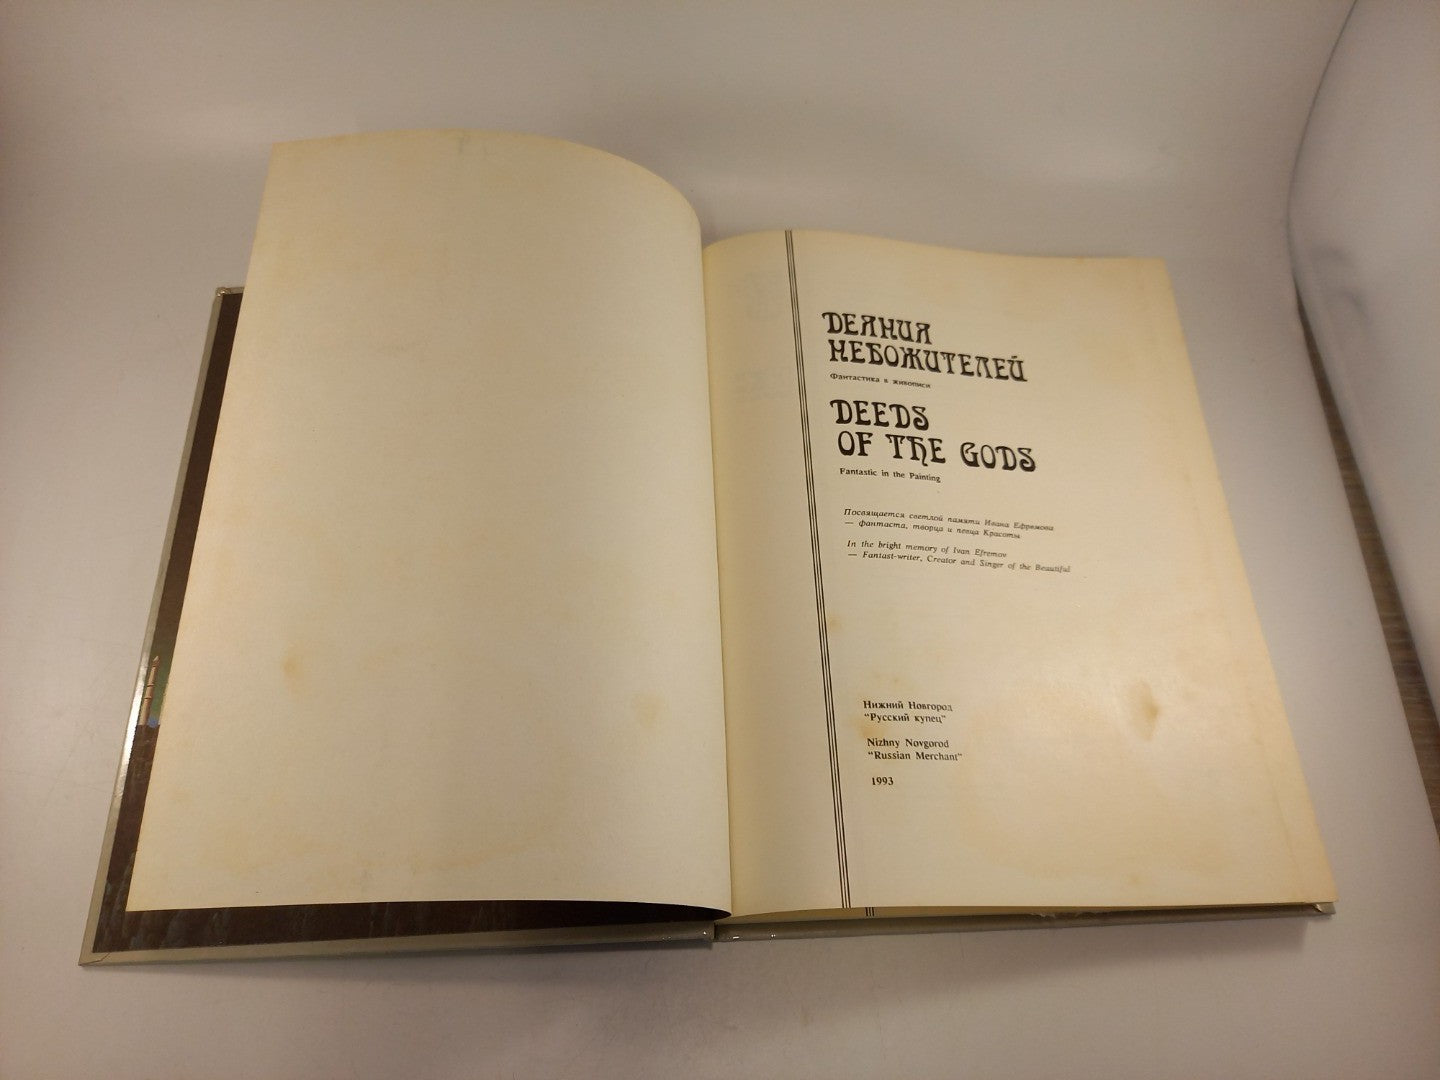 ДЕЯНИЯ
НЕБОЖИТЕЛЕЙ
Фантастика в живописи
DEEDS
OF THE GODS
Fantastic in the Painting
Посвящается светлой памяти Ивана Ефремова
— фантаста, творца и певца Красоты
In the bright memory of Ivan Efremov
— Fantast-writer, Creator and Singer of the Beautiful
Нижний Новгород
"Русский купец"
Nizhny Novgorod
"Russian Merchant"
1993